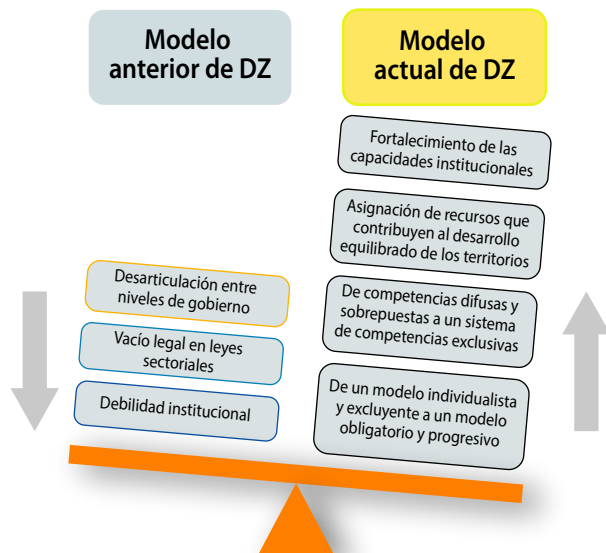 Modelo
anterior de DZ
Desarticulación entre
niveles de gobierno
Vacío legal en leyes
sectoriales
Debilidad institucional
Modelo
actual de DZ
Fortalecimiento de las
capacidades institucionales
Asignación de recursos que
contribuyen al desarrollo
equilibrado de los territorios
De competencias difusas y
sobrepuestas a un sistema
de competencias exclusivas
De un modelo individualista
y excluyente a un modelo
obligatorio y progresivo